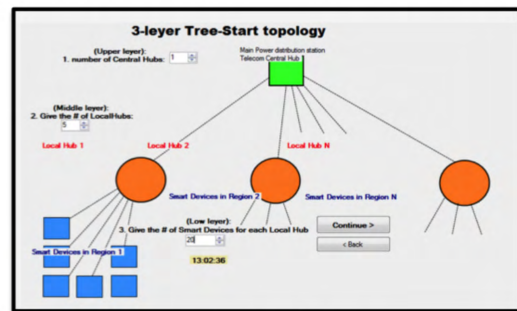 3-leyer Tree-Start topology
(Upper leyer):
1. number of Central Hubs:
1
Main Power distribution station
Telecom Central Hub
(Middle leyer):
2. Give the # of LocalHubs:
5
Local Hub 1
Local Hub 2
Local Hub N
Smart Devices in Region 2
Smart Devices in Region N
(Low leyer):
3. Give the # of Smart Devices for each Local Hub
20
Continue >
< Back
Smart Devices in Region 1
13:02:36